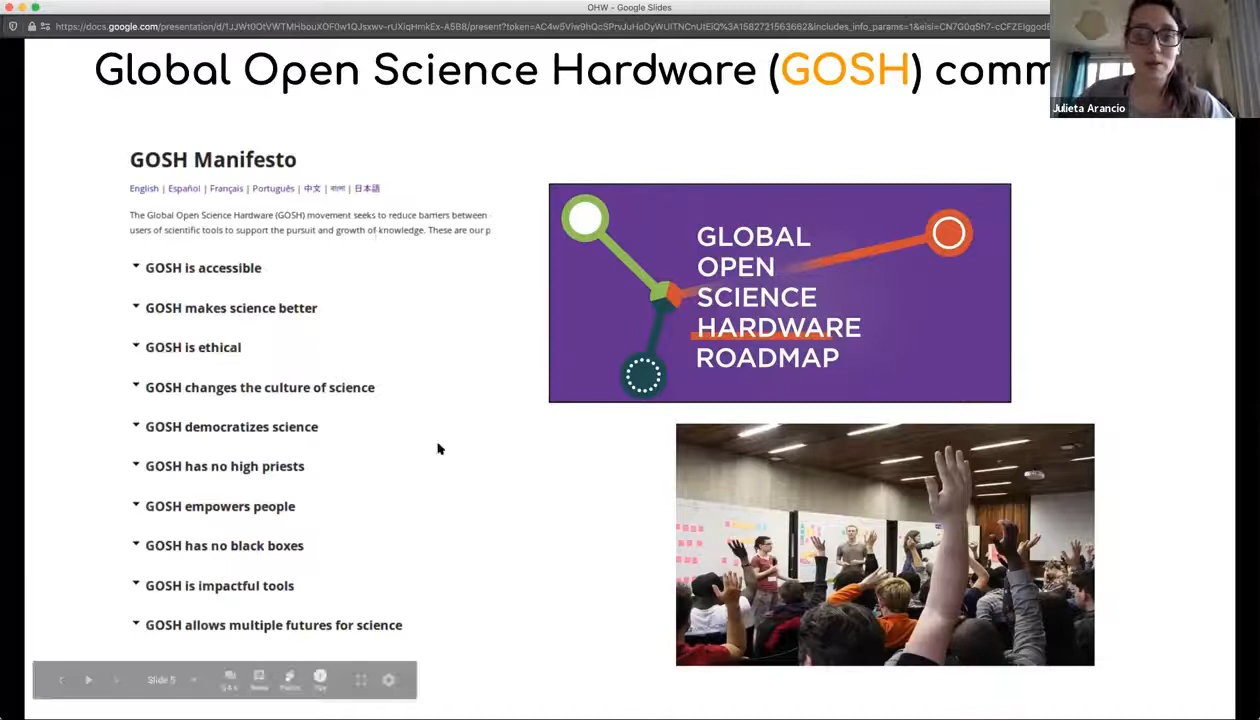 OHW – Google Slides
Global Open Science Hardware (GOSH) comm
Julieta Arancio
GOSH Manifesto
English | Español | Français | Português | 中文 | বাংলা | 日本語
The Global Open Science Hardware (GOSH) movement seeks to reduce barriers between
users of scientific tools to support the pursuit and growth of knowledge. These are our p
GOSH is accessible
GOSH makes science better
GOSH is ethical
GOSH changes the culture of science
GOSH democratizes science
GOSH has no high priests
GOSH empowers people
GOSH has no black boxes
GOSH is impactful tools
GOSH allows multiple futures for science
GLOBAL
OPEN
SCIENCE
HARDWARE
ROADMAP
Slide 5